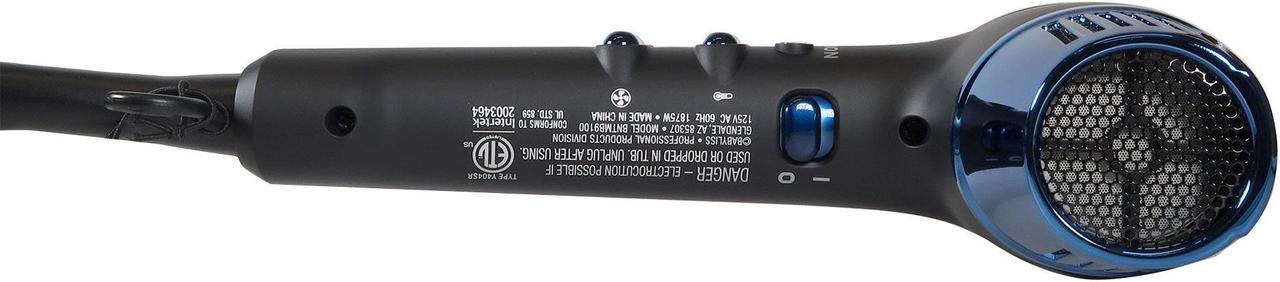 DANGER – ELECTROCUTION POSSIBLE IF
USED OR DROPPED IN TUB. UNPLUG AFTER USING.
©BABYLISS • PROFESSIONAL PRODUCTS DIVISION
GLENDALE, AZ, 85307 • MODEL BNTMB9100
125V AC 60Hz • 1875W • MADE IN CHINA
TYPE Y404SR
ETL
US
Intertek
2003464
CONFORMS TO
UL STD. 859
I
O
ON